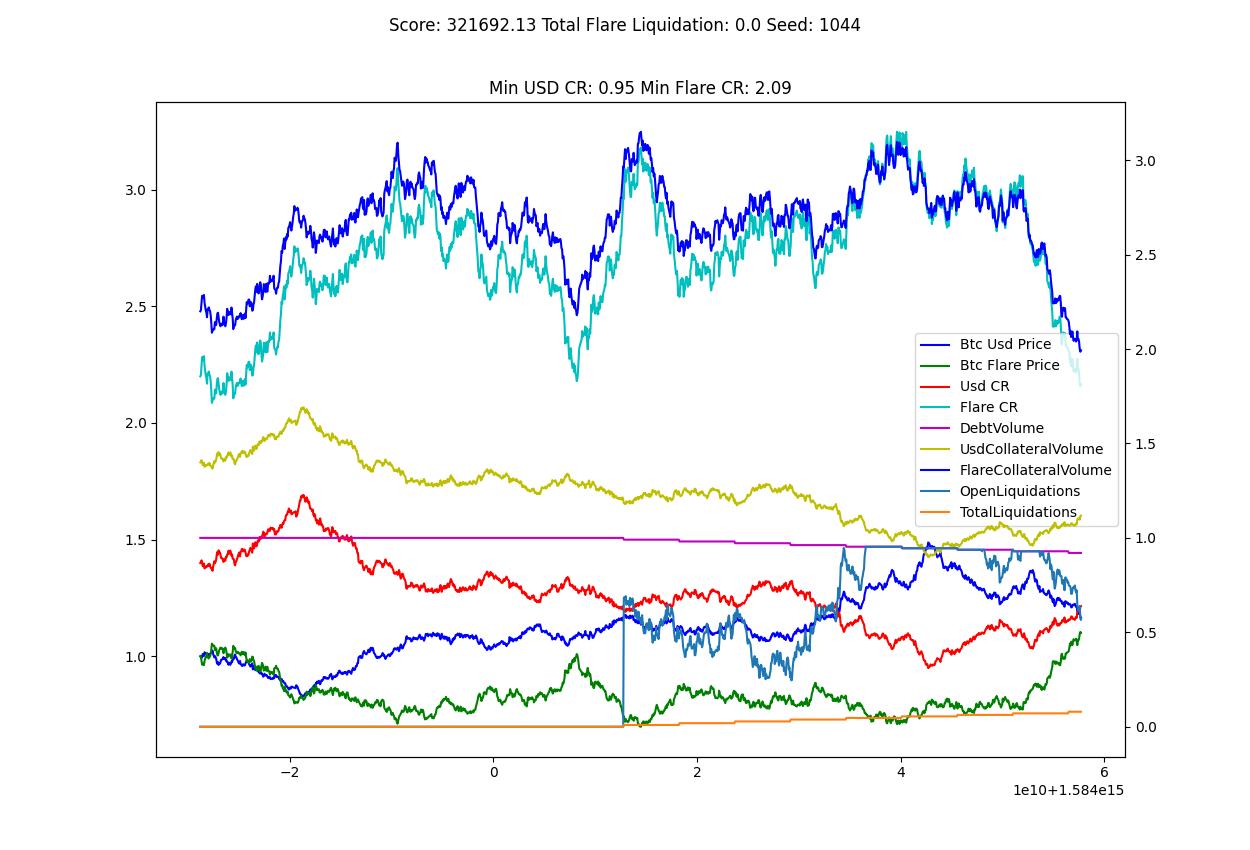 Score: 321692.13 Total Flare Liquidation: 0.0 Seed: 1044
Min USD CR: 0.95 Min Flare CR: 2.09
3.0
2.5
2.0
1.5
1.0
3.0
2.5
2.0
1.5
1.0
0.5
0.0
Btc Usd Price
Btc Flare Price
Usd CR
Flare CR
DebtVolume
UsdCollateralVolume
FlareCollateralVolume
OpenLiquidations
TotalLiquidations
−2
0
2
4
6
1e10+1.584e15